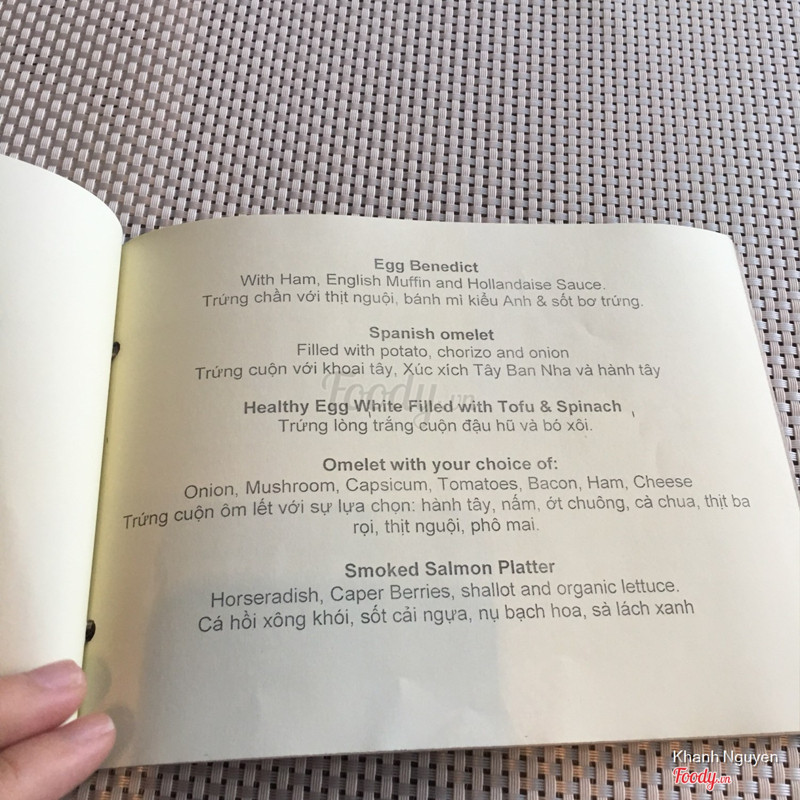 Egg Benedict
With Ham, English Muffin and Hollandaise Sauce.
Trứng chần với thịt nguội, bánh mì kiểu Anh & sốt bơ trứng.
Spanish omelet
Filled with potato, chorizo and onion
Trứng cuộn với khoai tây, Xúc xích Tây Ban Nha và hành tây
Foody.vn
Healthy Egg White Filled with Tofu & Spinach
Trứng lòng trắng cuộn đậu hũ và bó xôi.
Omelet with your choice of:
Onion, Mushroom, Capsicum, Tomatoes, Bacon, Ham, Cheese
Trứng cuộn ôm lết với sự lựa chọn: hành tây, nấm, ớt chuông, cà chua, thịt ba
rọi, thịt nguội, phô mai.
Smoked Salmon Platter
Horseradish, Caper Berries, shallot and organic lettuce.
Cá hồi xông khói, sốt cải ngựa, nụ bạch hoa, sà lách xanh
Khanh Nguyen
Foody.vn